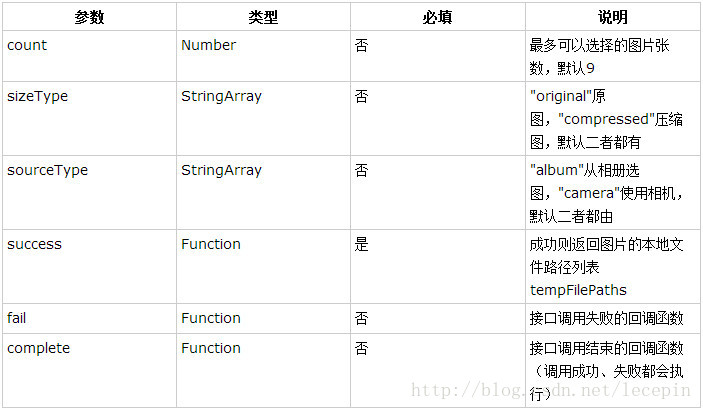 参数 类型 必填 说明
count Number 否 最多可以选择的图片张
数，默认9
sizeType StringArray 否 "original"原
图，"compressed"压缩
图，默认二者都有
sourceType StringArray 否 "album"从相册选
图，"camera"使用相机，
默认二者都由
success Function 是 成功则返回图片的本地文
件路径列表
tempFilePaths
fail Function 否 接口调用失败的回调函数
complete Function 否 接口调用结束的回调函数
（调用成功、失败都会执
行）
http://blog.csdn.net/lecepin